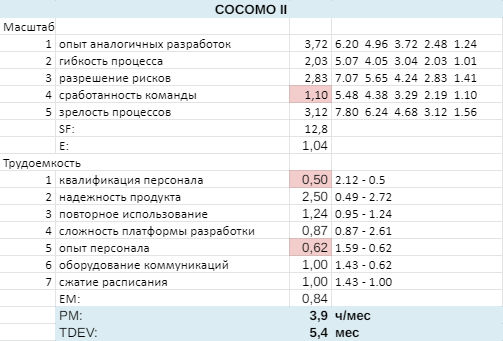 COCOMO II
Масштаб
1 опыт аналогичных разработок 3,72 6.20 4.96 3.72 2.48 1.24
2 гибкость процесса 2,03 5.07 4.05 3.04 2.03 1.01
3 разрешение рисков 2,83 7.07 5.65 4.24 2.83 1.41
4 сработанность команды 1,10 5.48 4.38 3.29 2.19 1.10
5 зрелость процессов 3,12 7.80 6.24 4.68 3.12 1.56
SF: 12,8
E: 1,04
Трудоемкость
1 квалификация персонала 0,50 2.12 - 0.5
2 надежность продукта 2,50 0.49 - 2.72
3 повторное использование 1,24 0.95 - 1.24
4 сложность платформы разработки 0,87 0.87 - 2.61
5 опыт персонала 0,62 1.59 - 0.62
6 оборудование коммуникаций 1,00 1.43 - 0.62
7 сжатие расписания 1,00 1.43 - 1.00
EM: 0,84
PM: 3,9 ч/мес
TDEV: 5,4 мес